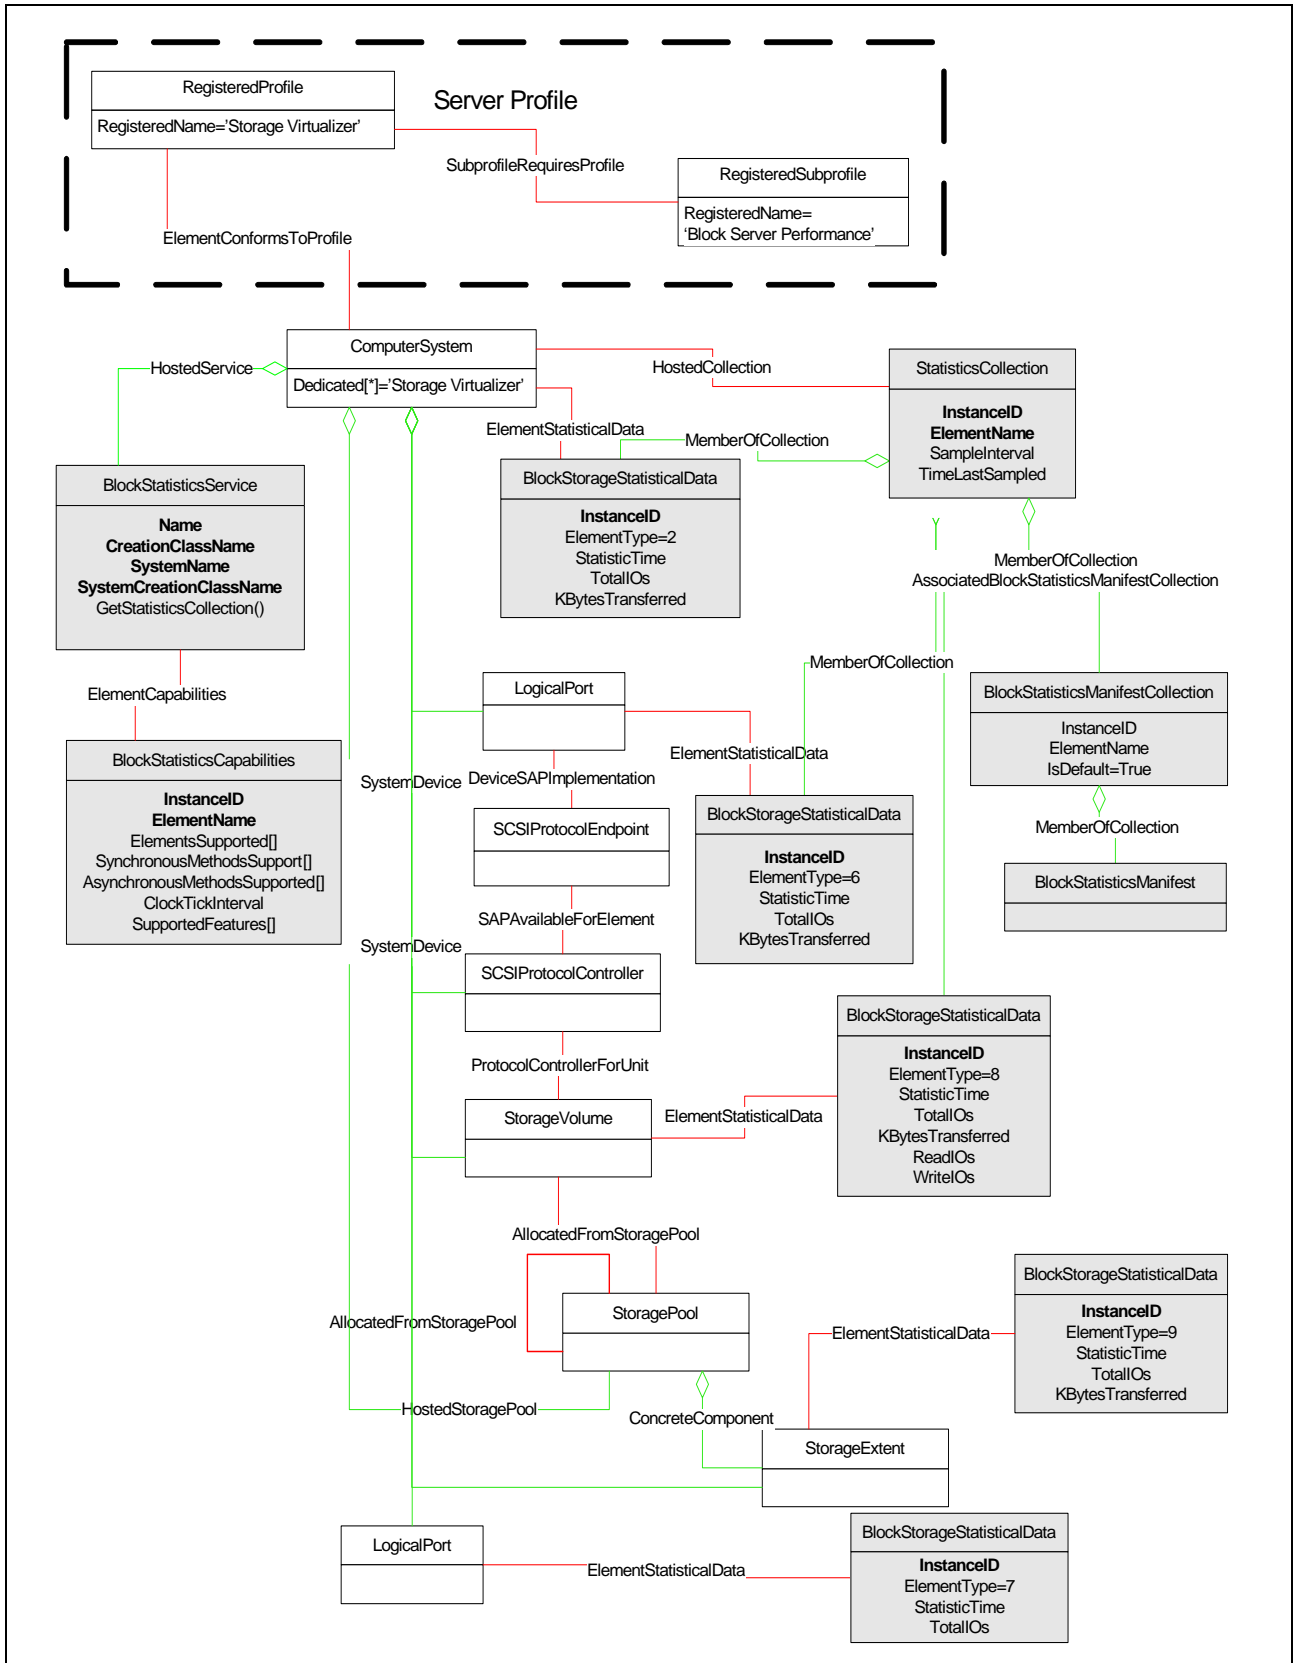 RegisteredProfile
RegisteredName='Storage Virtualizer'
Server Profile
SubprofileRequiresProfile
RegisteredSubprofile
RegisteredName=
'Block Server Performance'
ElementConformsToProfile
ComputerSystem
Dedicated[*]='Storage Virtualizer'
HostedService
HostedCollection
StatisticsCollection
InstanceID
ElementName
SampleInterval
TimeLastSampled
ElementStatisticalData
MemberOfCollection
BlockStatisticsService
Name
CreationClassName
SystemName
SystemCreationClassName
GetStatisticsCollection()
BlockStorageStatisticalData
InstanceID
ElementType=2
StatisticTime
TotalIOs
KBytesTransferred
MemberOfCollection
AssociatedBlockStatisticsManifestCollection
ElementCapabilities
LogicalPort
MemberOfCollection
BlockStatisticsManifestCollection
InstanceID
ElementName
IsDefault=True
BlockStatisticsCapabilities
InstanceID
ElementName
ElementsSupported[]
SynchronousMethodsSupport[]
AsynchronousMethodsSupported[]
ClockTickInterval
SupportedFeatures[]
SystemDevice
DeviceSAPImplementation
ElementStatisticalData
BlockStorageStatisticalData
InstanceID
ElementType=6
StatisticTime
TotalIOs
KBytesTransferred
MemberOfCollection
BlockStatisticsManifest
SCSIProtocolEndpoint
SAPAvailableForElement
SystemDevice
SCSIProtocolController
ProtocolControllerForUnit
BlockStorageStatisticalData
InstanceID
ElementType=8
StatisticTime
TotalIOs
KBytesTransferred
ReadIOs
WriteIOs
StorageVolume
ElementStatisticalData
AllocatedFromStoragePool
StoragePool
AllocatedFromStoragePool
BlockStorageStatisticalData
InstanceID
ElementType=9
StatisticTime
TotalIOs
KBytesTransferred
ElementStatisticalData
HostedStoragePool
ConcreteComponent
StorageExtent
LogicalPort
ElementStatisticalData
BlockStorageStatisticalData
InstanceID
ElementType=7
StatisticTime
TotalIOs